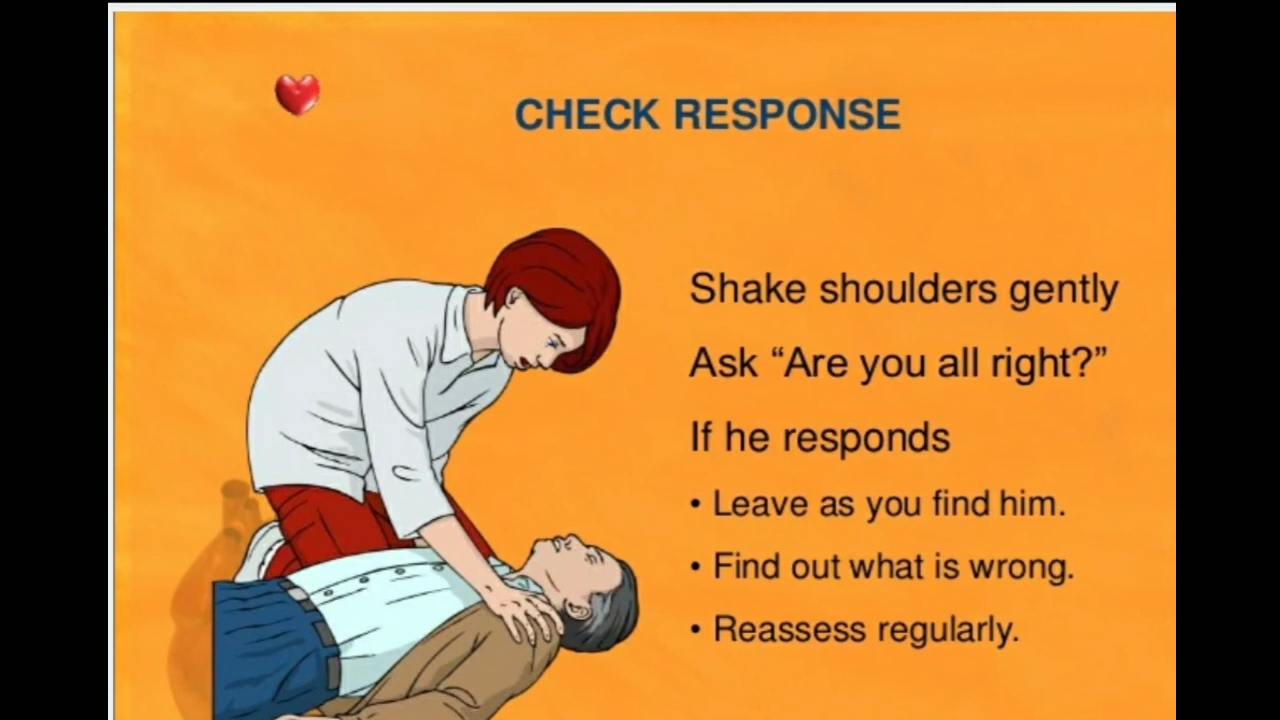 CHECK RESPONSE
Shake shoulders gently
Ask “Are you all right?”
If he responds
• Leave as you find him.
• Find out what is wrong.
• Reassess regularly.